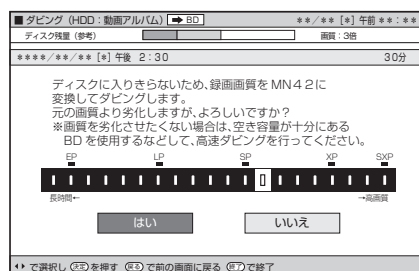 ■ ダビング (HDD:動画アルバム) ➡ BD **/** [*] 午前 **:**
ディスク残量 (参考) 画質:3倍
****/**/** [*] 午後 2:30 30分
ディスクに入りきらないため、録画画質をMN42に
変換してダビングします。
元の画質より劣化しますが、よろしいですか?
※画質を劣化させたくない場合は、空き容量が十分にある
BDを使用するなどして、高速ダビングを行ってください。
EP LP SP XP SXP
長時間← →高画質
はい いいえ
で選択し 決定 を押す 戻る で前の画面に戻る 終了 で終了